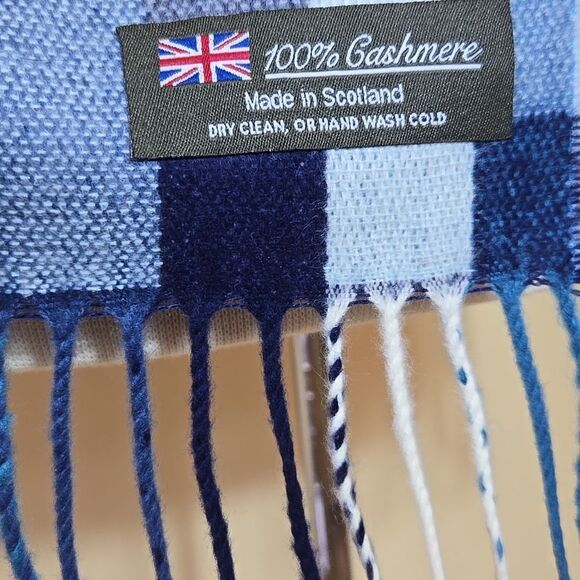 100% Cashmere
Made in Scotland
DRY CLEAN, OR HAND WASH COLD